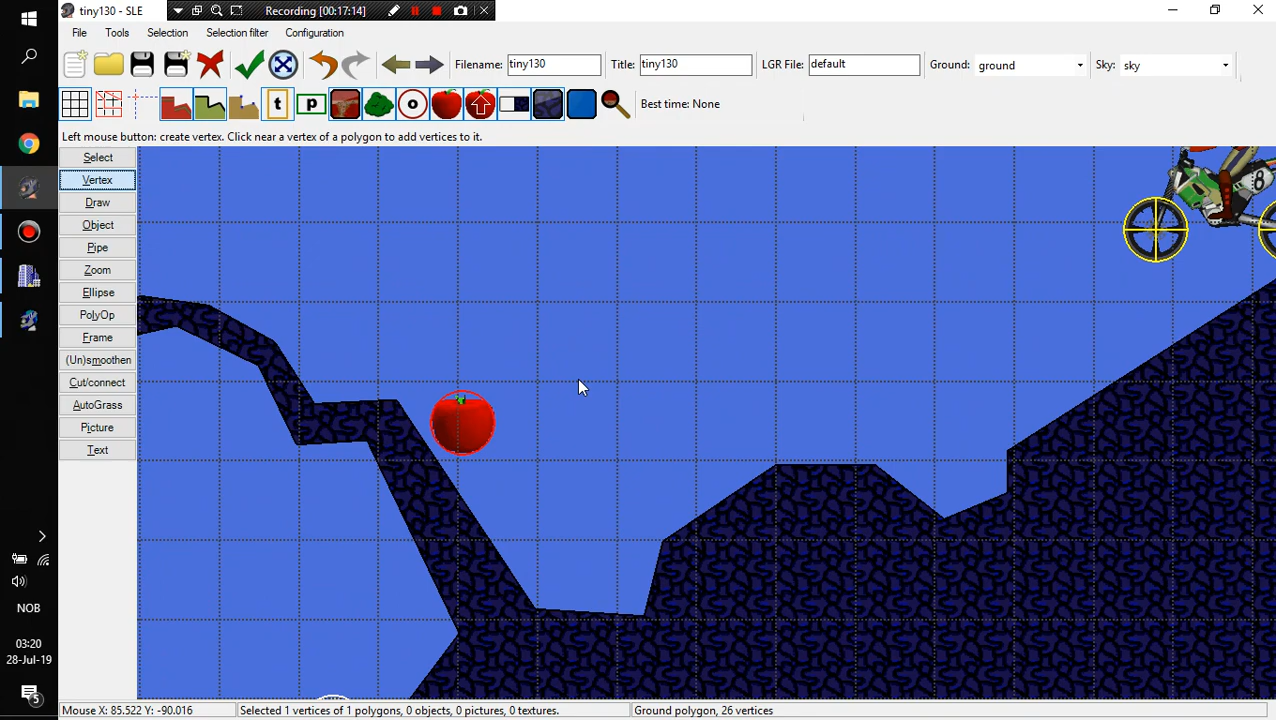 tiny130 - SLE
Recording [00:17:14]
File Tools Selection Selection filter Configuration
Filename: tiny130 Title: tiny130 LGR File: default Ground: ground Sky: sky
t p o Best time: None
Left mouse button: create vertex. Click near a vertex of a polygon to add vertices to it.
Select
Vertex
Draw
Object
Pipe
Zoom
Ellipse
PolyOp
Frame
(Un)smoothen
Cut/connect
AutoGrass
Picture
Text
8
NOB
03:20
28-Jul-19
5
Mouse X: 85.522 Y: -90.016 Selected 1 vertices of 1 polygons, 0 objects, 0 pictures, 0 textures. Ground polygon, 26 vertices